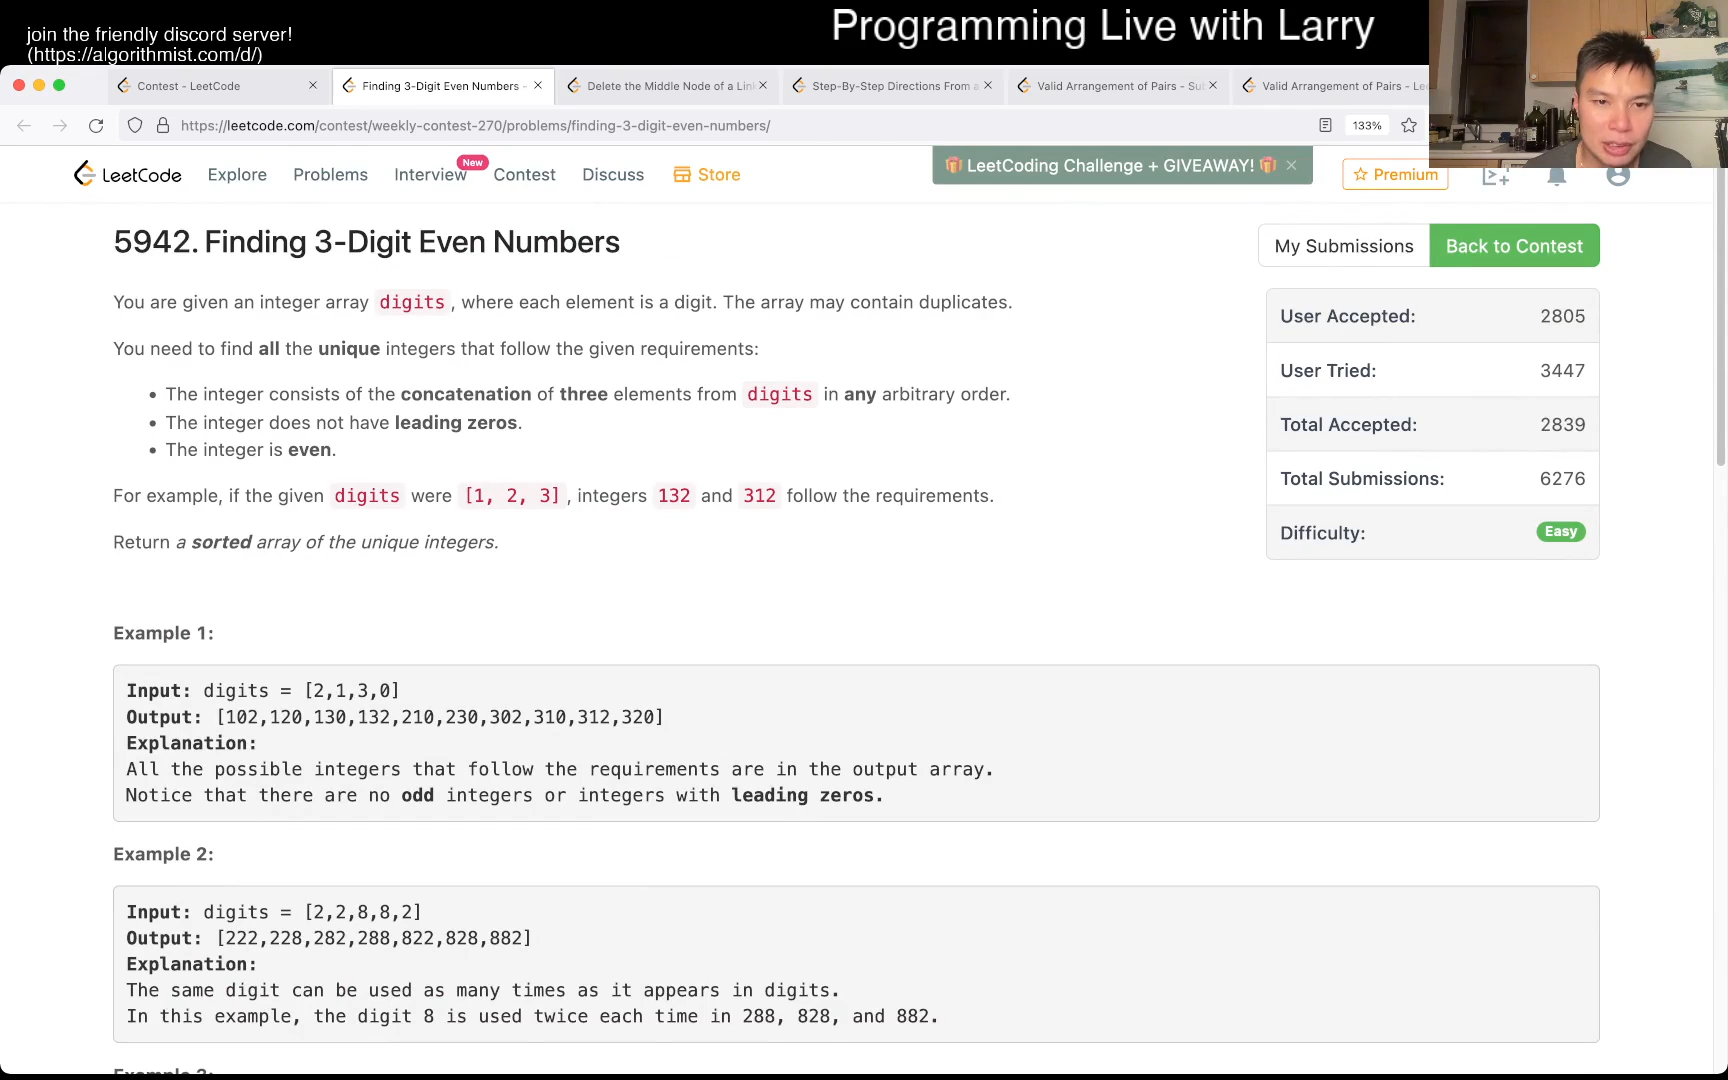 join the friendly discord server!
(https://algorithmist.com/d/)
Programming Live with Larry
Contest - LeetCode
Finding 3-Digit Even Numbers -
Delete the Middle Node of a Lin
Step-By-Step Directions From a
Valid Arrangement of Pairs - Su
Valid Arrangement of Pairs - Le
https://leetcode.com/contest/weekly-contest-270/problems/finding-3-digit-even-numbers/
133%
LeetCode
Explore
Problems
Interview
New
Contest
Discuss
Store
LeetCoding Challenge + GIVEAWAY!
Premium
5942. Finding 3-Digit Even Numbers
My Submissions
Back to Contest
You are given an integer array digits, where each element is a digit. The array may contain duplicates.
You need to find all the unique integers that follow the given requirements:
• The integer consists of the concatenation of three elements from digits in any arbitrary order.
• The integer does not have leading zeros.
• The integer is even.
For example, if the given digits were [1, 2, 3], integers 132 and 312 follow the requirements.
Return a sorted array of the unique integers.
User Accepted: 2805
User Tried: 3447
Total Accepted: 2839
Total Submissions: 6276
Difficulty: Easy
Example 1:
Input: digits = [2,1,3,0]
Output: [102,120,130,132,210,230,302,310,312,320]
Explanation:
All the possible integers that follow the requirements are in the output array.
Notice that there are no odd integers or integers with leading zeros.
Example 2:
Input: digits = [2,2,8,8,2]
Output: [222,228,282,288,822,828,882]
Explanation:
The same digit can be used as many times as it appears in digits.
In this example, the digit 8 is used twice each time in 288, 828, and 882.